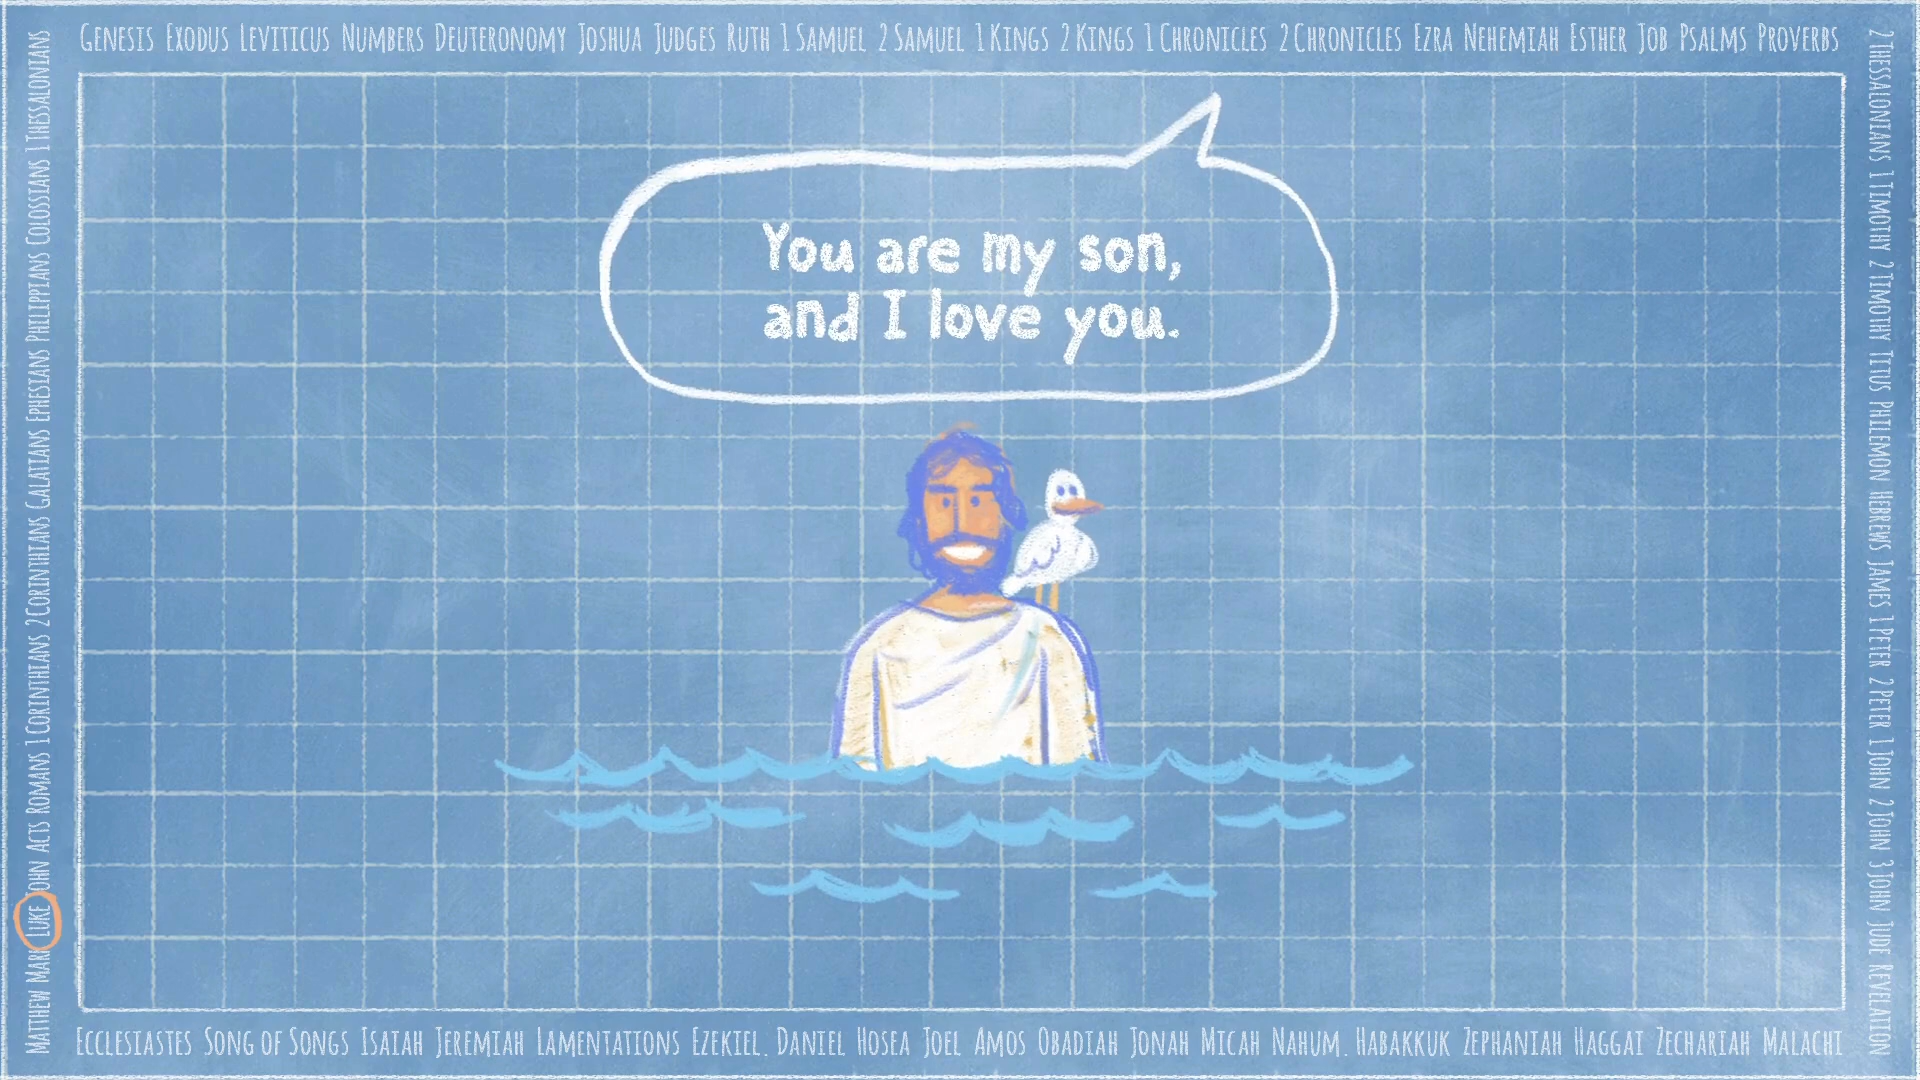 Genesis Exodus Leviticus Numbers Deuteronomy Joshua Judges Ruth 1 Samuel 2 Samuel 1 Kings 2 Kings 1 Chronicles 2 Chronicles Ezra Nehemiah Esther Job Psalms Proverbs
You are my son,
and I love you.
Ecclesiastes Song of Songs Isaiah Jeremiah Lamentations Ezekiel. Daniel Hosea Joel Amos Obadiah Jonah Micah Nahum. Habakkuk Zephaniah Haggai Zechariah Malachi
Matthew Mark Luke John Acts Romans 1 Corinthians 2 Corinthians Galatians Ephesians Philippians Colossians 1 Thessalonians
2 Thessalonians 1 Timothy 2 Timothy Titus Philemon Hebrews James 1 Peter 2 Peter 1 John 2 John 3 John Jude Revelation